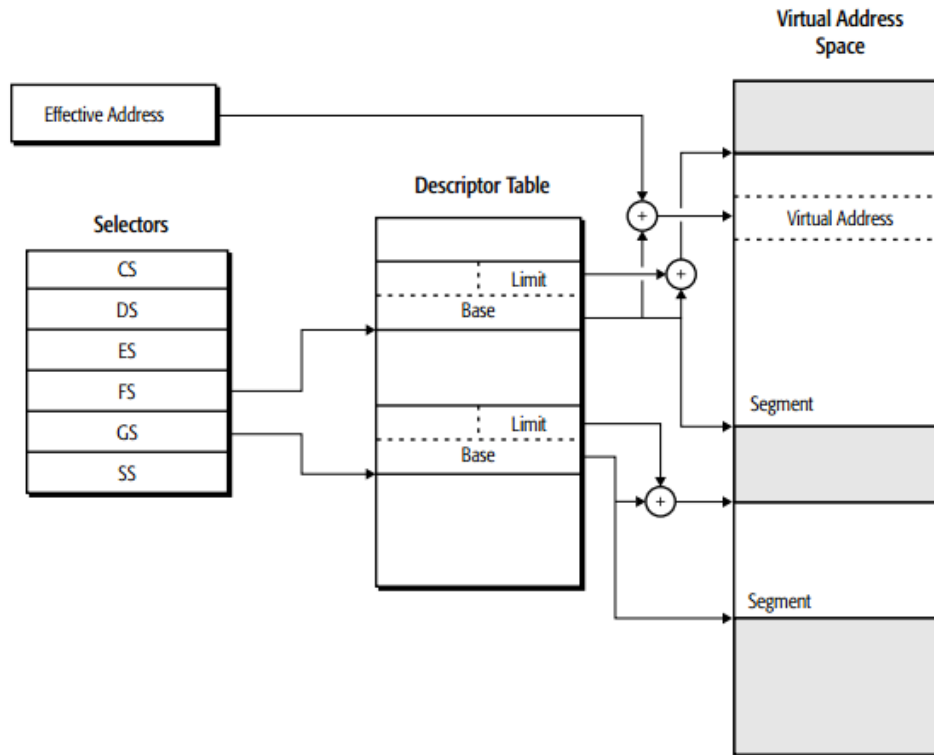 Virtual Address
Space
Effective Address
Descriptor Table
Selectors
CS
DS
ES
FS
GS
SS
Limit
Base
Limit
Base
+
+
+
Virtual Address
Segment
Segment